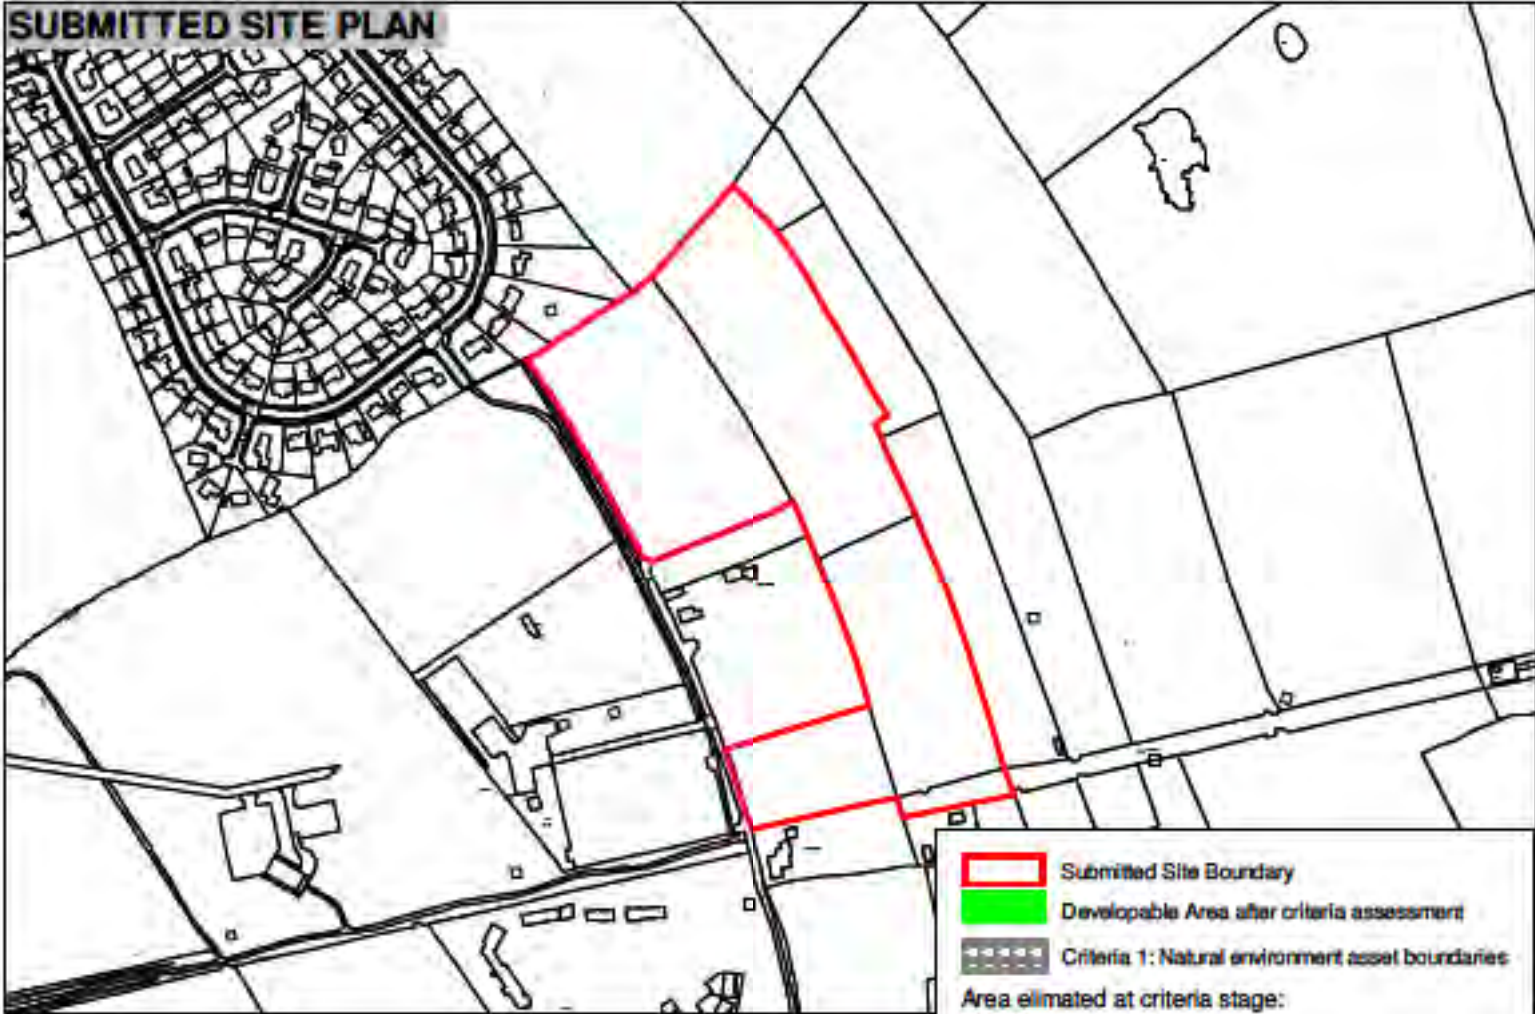 SUBMITTED SITE PLAN
Submitted Site Boundary
Developable Area after criteria assessment
Criteria 1: Natural environment asset boundaries
Area elimated at criteria stage: